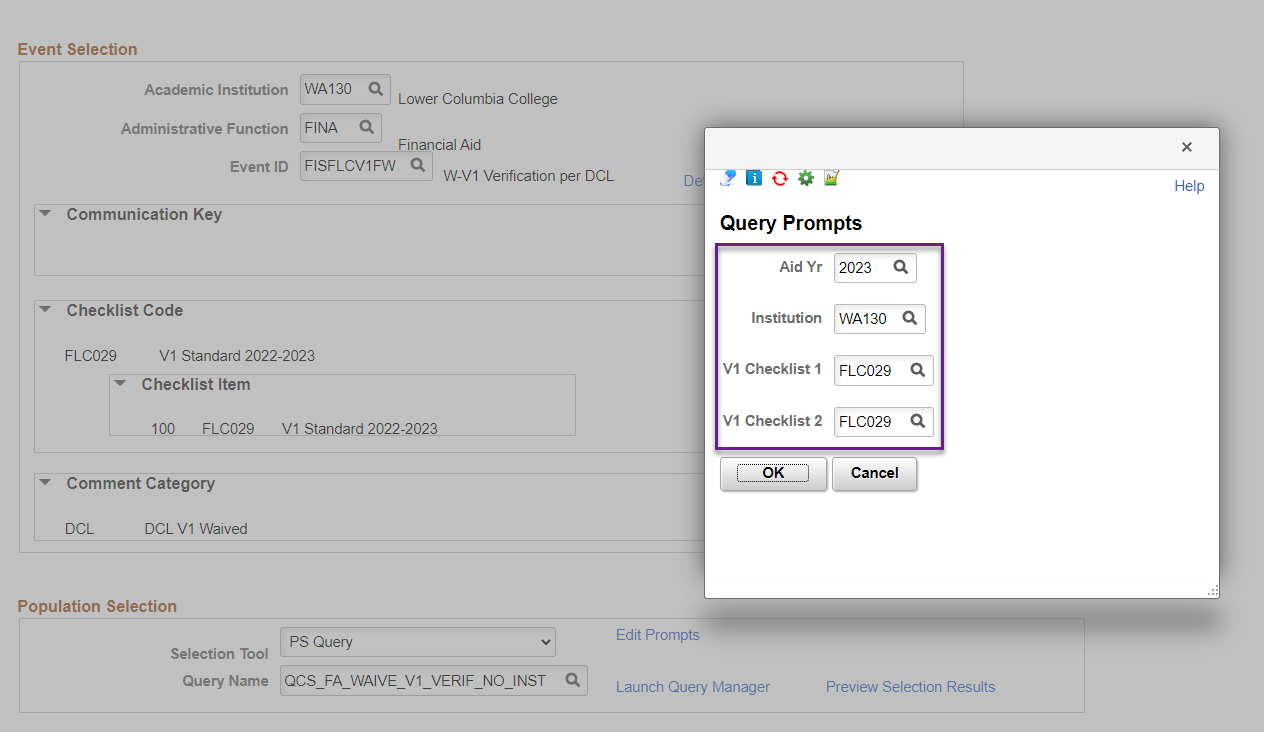 Event Selection
Academic Institution WA130 Lower Columbia College
Administrative Function FINA Financial Aid
Event ID FISFLCV1FW W-V1 Verification per DCL
Communication Key
Checklist Code
FLC029 V1 Standard 2022-2023
Checklist Item
100 FLC029 V1 Standard 2022-2023
Comment Category
DCL DCL V1 Waived
Population Selection
Selection Tool PS Query Edit Prompts
Query Name QCS_FA_WAIVE_V1_VERIF_NO_INST Launch Query Manager Preview Selection Results
×
Help
Query Prompts
Aid Yr 2023
Institution WA130
V1 Checklist 1 FLC029
V1 Checklist 2 FLC029
OK Cancel